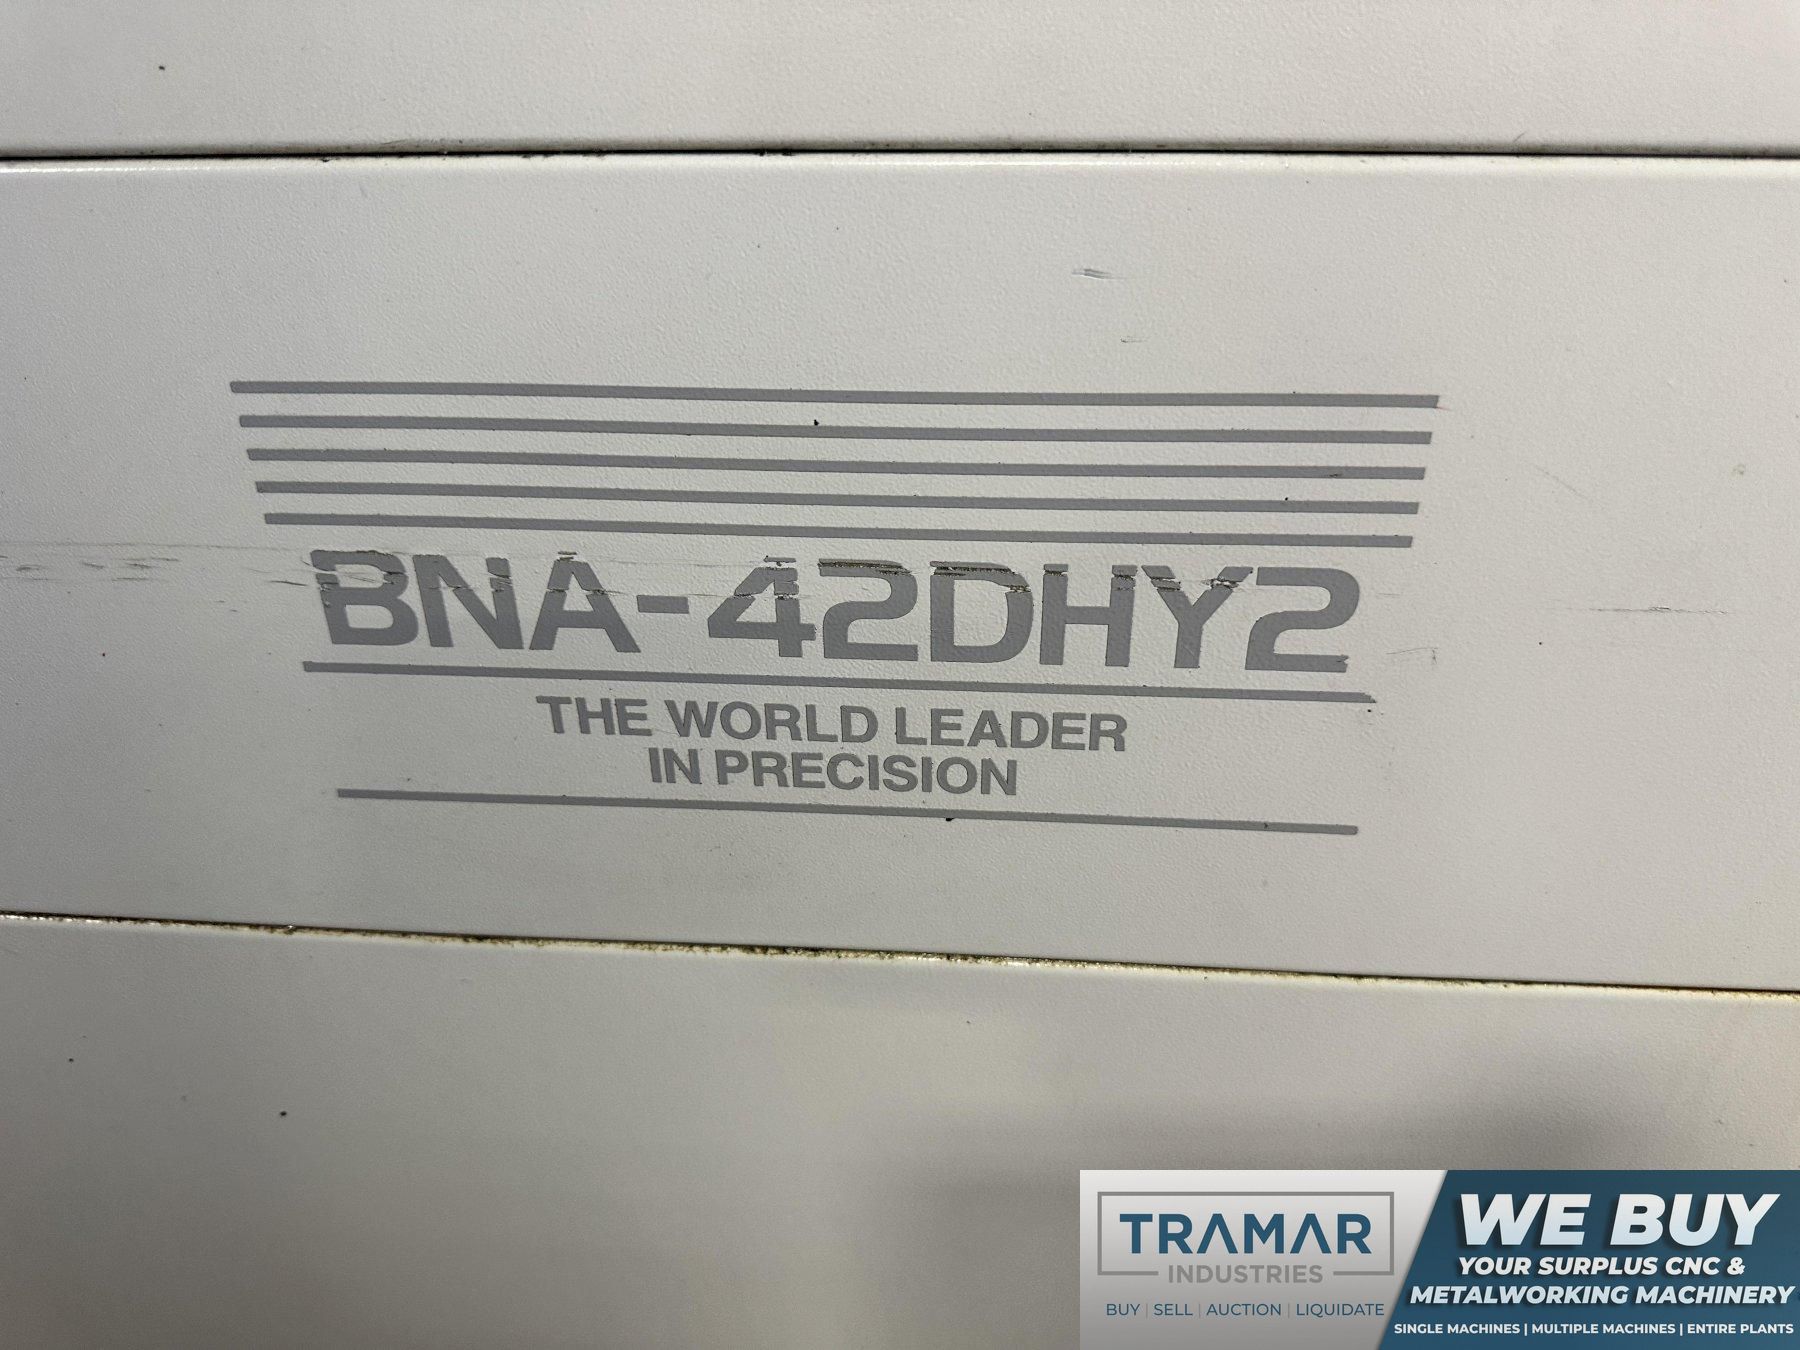 BNA-42DHY2
THE WORLD LEADER
IN PRECISION
TRAMAR
INDUSTRIES
BUY | SELL | AUCTION | LIQUIDATE
WE BUY
YOUR SURPLUS CNC &
METALWORKING MACHINERY
SINGLE MACHINES | MULTIPLE MACHINES | ENTIRE PLANTS